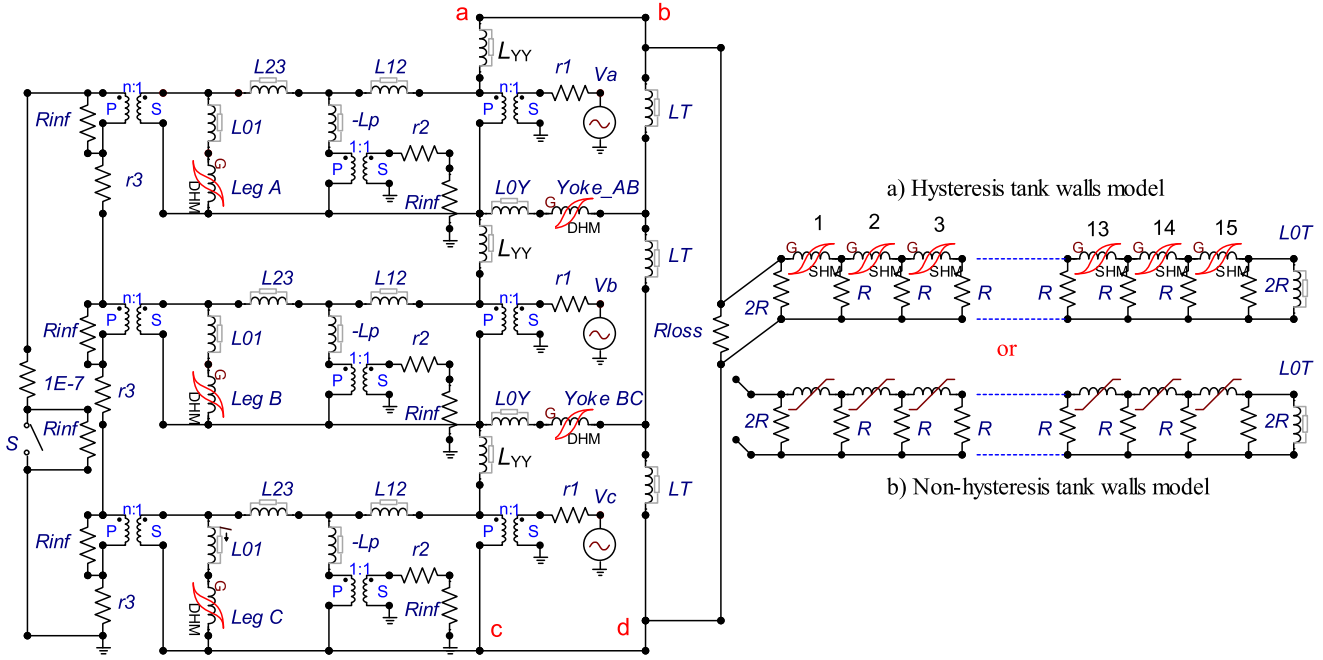 a b
L_YY
L23 L12 r1 Va
n:1 n:1
P S P S
Rinf L01 -Lp r2 LT
1:1
P S
G
DHM
Leg A
r3 Rinf
L0Y Yoke_AB
G
DHM
L_YY LT
L23 L12 r1 Vb
n:1 n:1
P S P S
Rinf L01 -Lp r2 Rloss
1:1
P S
G
DHM
Leg B
1E-7 r3 Rinf
L0Y Yoke BC
G
DHM
S Rinf
L_YY LT
L23 L12 r1 Vc
n:1 n:1
P S P S
Rinf L01 -Lp r2
1:1
P S
G
DHM
Leg C
r3 Rinf
c d
a) Hysteresis tank walls model
1 2 3 13 14 15 L0T
G G G G G G
SHM SHM SHM SHM SHM SHM
2R R R R R R R 2R
or
L0T
2R R R R R R R 2R
b) Non-hysteresis tank walls model